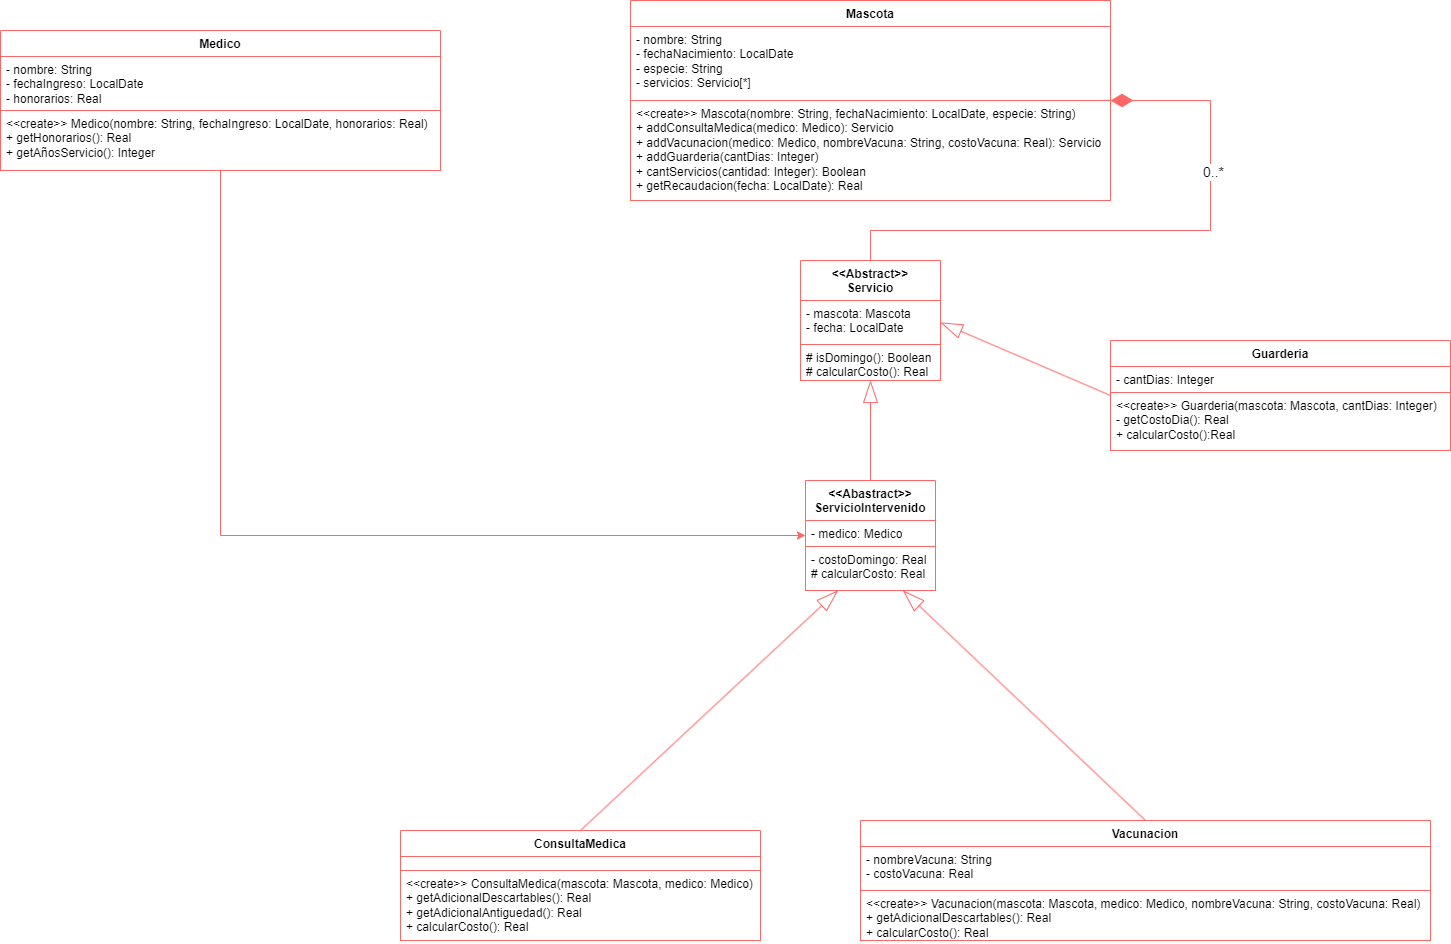 Medico
- nombre: String
- fechaIngreso: LocalDate
- honorarios: Real
<<create>> Medico(nombre: String, fechaIngreso: LocalDate, honorarios: Real)
+ getHonorarios(): Real
+ getAñosServicio(): Integer
Mascota
- nombre: String
- fechaNacimiento: LocalDate
- especie: String
- servicios: Servicio[*]
<<create>> Mascota(nombre: String, fechaNacimiento: LocalDate, especie: String)
+ addConsultaMedica(medico: Medico): Servicio
+ addVacunacion(medico: Medico, nombreVacuna: String, costoVacuna: Real): Servicio
+ addGuarderia(cantDias: Integer)
+ cantServicios(cantidad: Integer): Boolean
+ getRecaudacion(fecha: LocalDate): Real
0..*
<<Abstract>>
Servicio
- mascota: Mascota
- fecha: LocalDate
# isDomingo(): Boolean
# calcularCosto(): Real
Guarderia
- cantDias: Integer
<<create>> Guarderia(mascota: Mascota, cantDias: Integer)
- getCostoDia(): Real
+ calcularCosto():Real
<<Abastract>>
ServicioIntervenido
- medico: Medico
- costoDomingo: Real
# calcularCosto: Real
ConsultaMedica
<<create>> ConsultaMedica(mascota: Mascota, medico: Medico)
+ getAdicionalDescartables(): Real
+ getAdicionalAntiguedad(): Real
+ calcularCosto(): Real
Vacunacion
- nombreVacuna: String
- costoVacuna: Real
<<create>> Vacunacion(mascota: Mascota, medico: Medico, nombreVacuna: String, costoVacuna: Real)
+ getAdicionalDescartables(): Real
+ calcularCosto(): Real